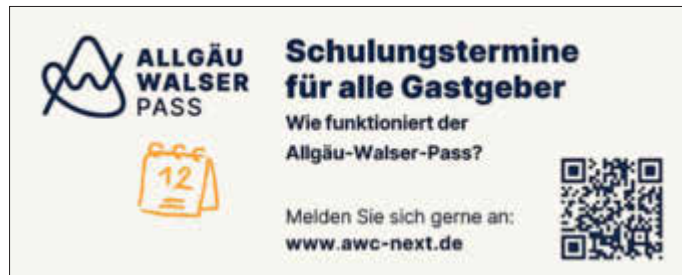 ALLGÄU
WALSER
PASS
Schulungstermine
für alle Gastgeber
Wie funktioniert der
Allgäu-Walser-Pass?
12
Melden Sie sich gerne an:
www.awc-next.de